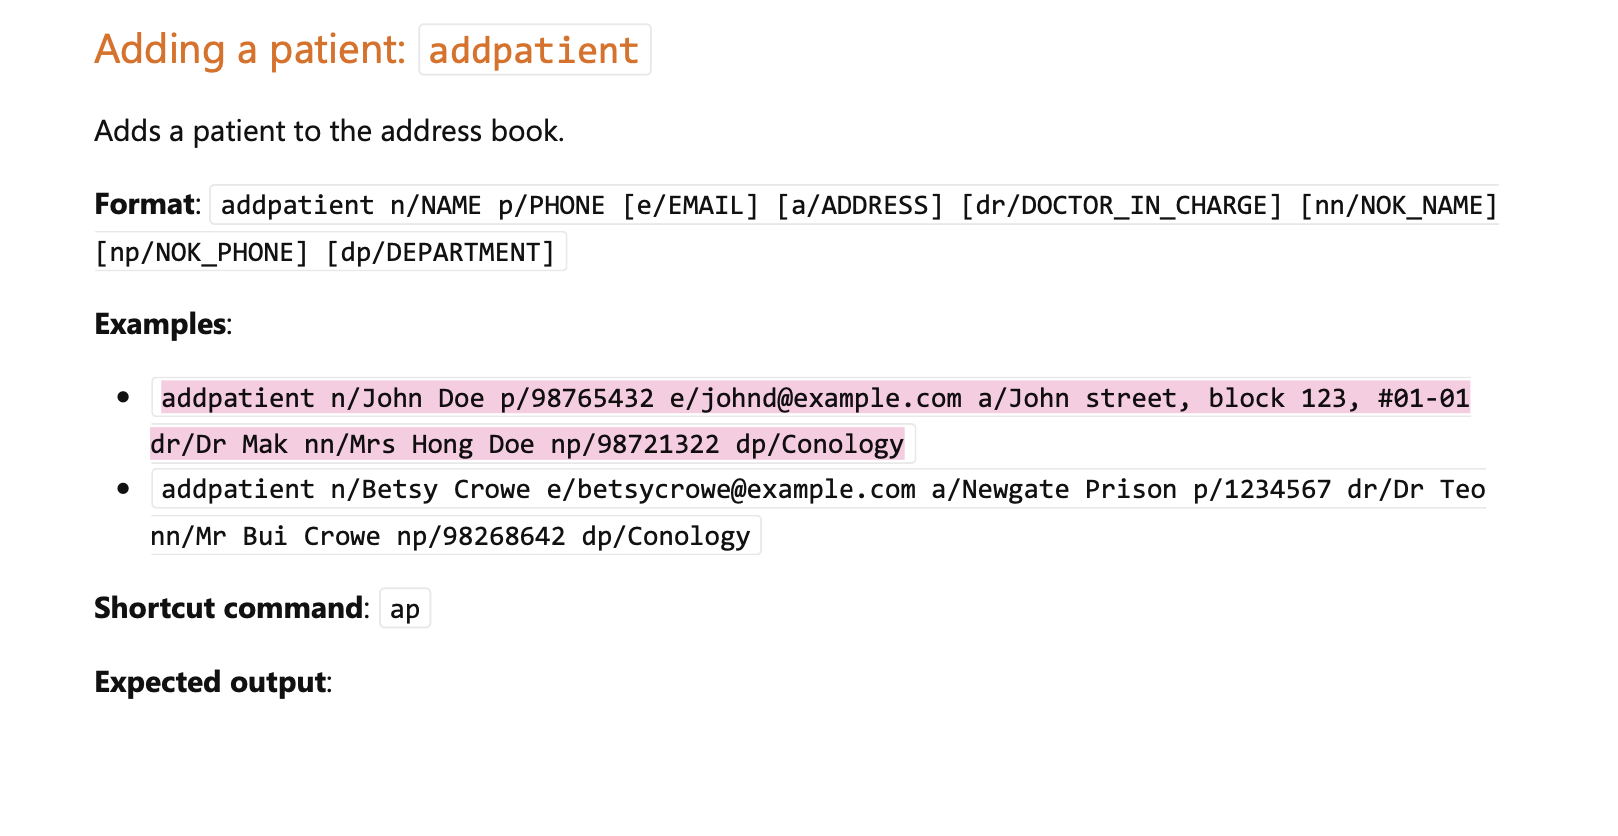 Adding a patient: addpatient
Adds a patient to the address book.
Format: addpatient n/NAME p/PHONE [e/EMAIL] [a/ADDRESS] [dr/DOCTOR_IN_CHARGE] [nn/NOK_NAME]
[np/NOK_PHONE] [dp/DEPARTMENT]
Examples:
• addpatient n/John Doe p/98765432 e/johnd@example.com a/John street, block 123, #01-01
dr/Dr Mak nn/Mrs Hong Doe np/98721322 dp/Conology
• addpatient n/Betsy Crowe e/betsycrowe@example.com a/Newgate Prison p/1234567 dr/Dr Teo
nn/Mr Bui Crowe np/98268642 dp/Conology
Shortcut command: ap
Expected output: